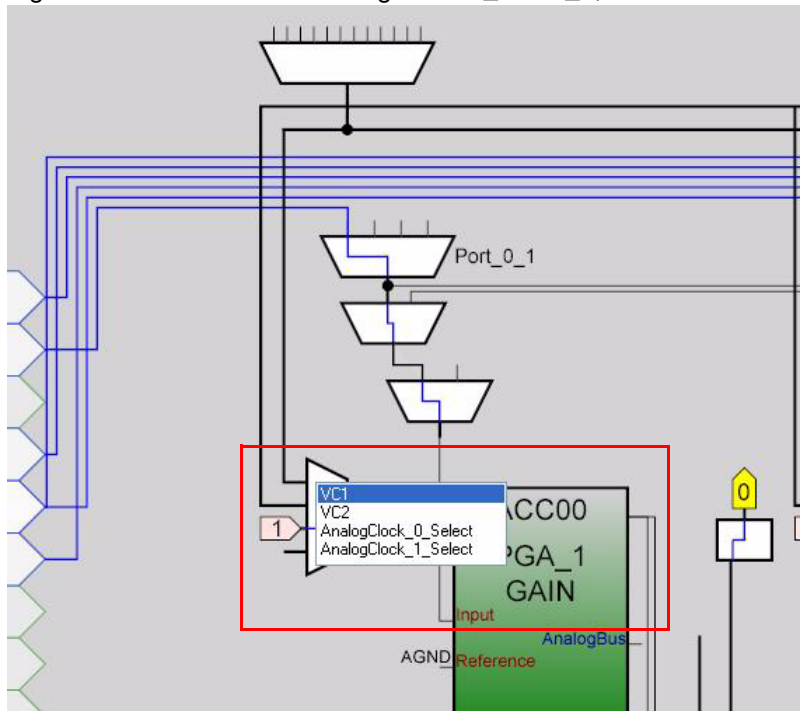 Port_0_1
VC1
VC2
AnalogClock_0_Select
AnalogClock_1_Select
1
ACC00
PGA_1
GAIN
0
Input
AnalogBus
AGND
Reference